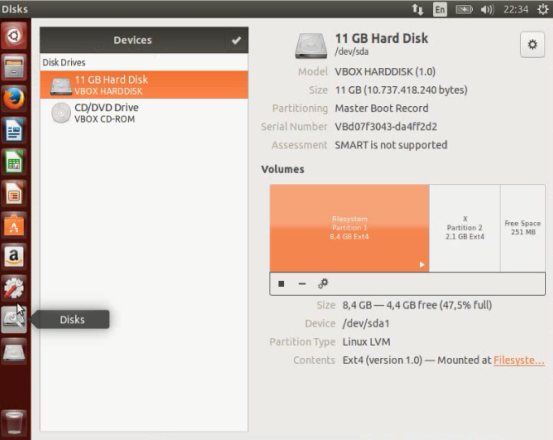 Disks
En
22:34
Devices
Disk Drives
11 GB Hard Disk
VBOX HARDDISK
CD/DVD Drive
VBOX CD-ROM
Disks
11 GB Hard Disk
/dev/sda
Model VBOX HARDDISK (1.0)
Size 11 GB (10.737.418.240 bytes)
Partitioning Master Boot Record
Serial Number VBd07f3043-da4ff2d2
Assessment SMART is not supported
Volumes
Filesystem
Partition 1
8,4 GB Ext4
X
Partition 2
2,1 GB Ext4
Free Space
251 MB
Size 8,4 GB — 4,4 GB free (47,5% full)
Device /dev/sda1
Partition Type Linux LVM
Contents Ext4 (version 1.0) — Mounted at Filesyste...